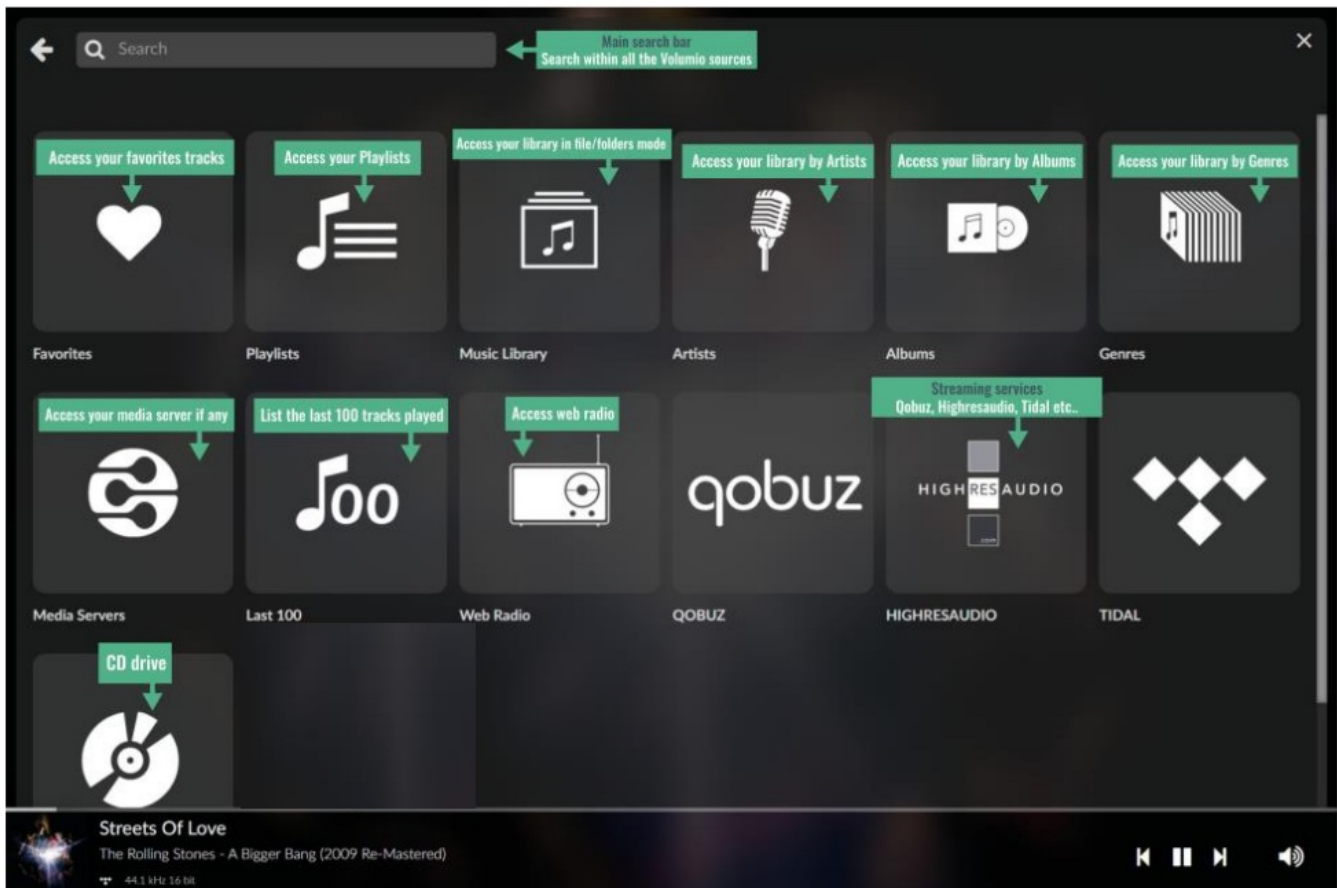 Search
Main search bar
Search within all the Volumio sources
Access your favorites tracks
Access your Playlists
Access your library in file/folders mode
Access your library by Artists
Access your library by Albums
Access your library by Genres
Favorites
Playlists
Music Library
Artists
Albums
Genres
Access your media server if any
List the last 100 tracks played
Access web radio
Streaming services
Qobuz, Highresaudio, Tidal etc..
00
qobuz
HIGHRESAUDIO
Media Servers
Last 100
Web Radio
QOBUZ
HIGHRESAUDIO
TIDAL
CD drive
Streets Of Love
The Rolling Stones - A Bigger Bang (2009 Re-Mastered)
44.1 kHz 16 bit